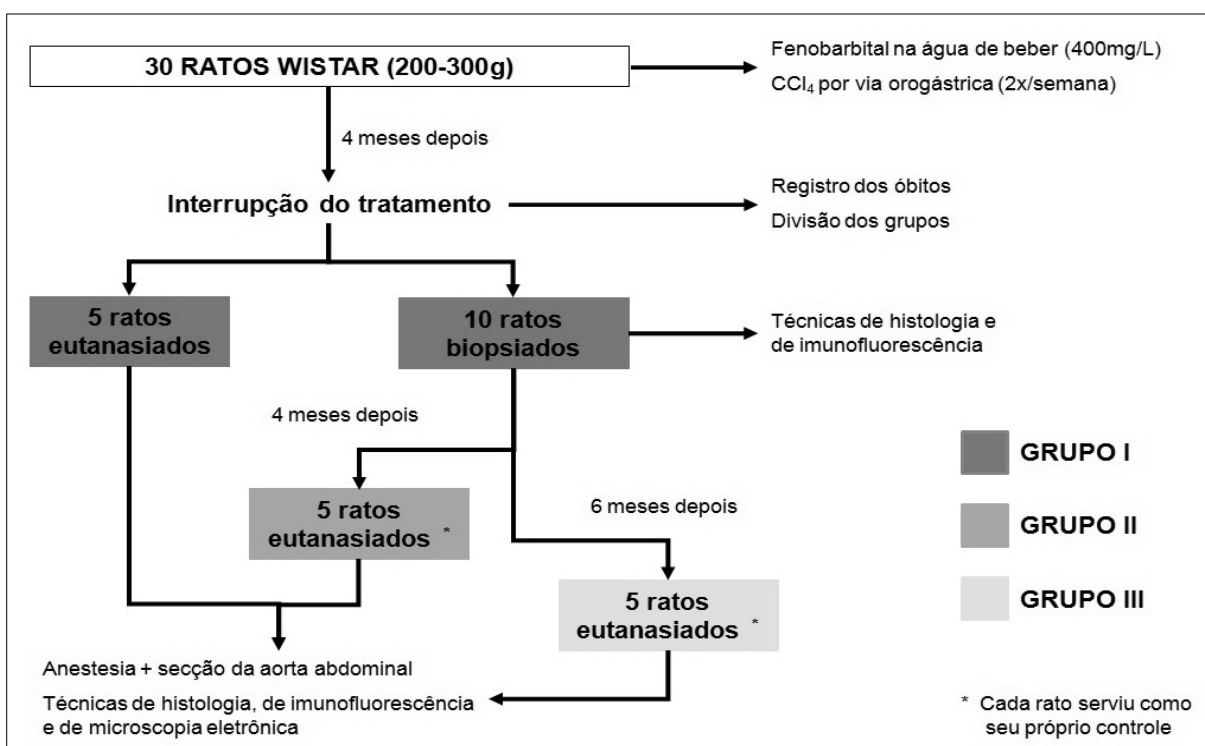 30 RATOS WISTAR (200-300g)
Fenobarbital na água de beber (400mg/L)
CCl₄ por via orogástrica (2x/semana)
4 meses depois
Interrupção do tratamento
Registro dos óbitos
Divisão dos grupos
5 ratos
eutanasiados
10 ratos
biopsiados
Técnicas de histologia e
de imunofluorescência
4 meses depois
5 ratos
eutanasiados *
6 meses depois
5 ratos
eutanasiados *
GRUPO I
GRUPO II
GRUPO III
Anestesia + secção da aorta abdominal
Técnicas de histologia, de imunofluorescência
e de microscopia eletrônica
* Cada rato serviu como
seu próprio controle